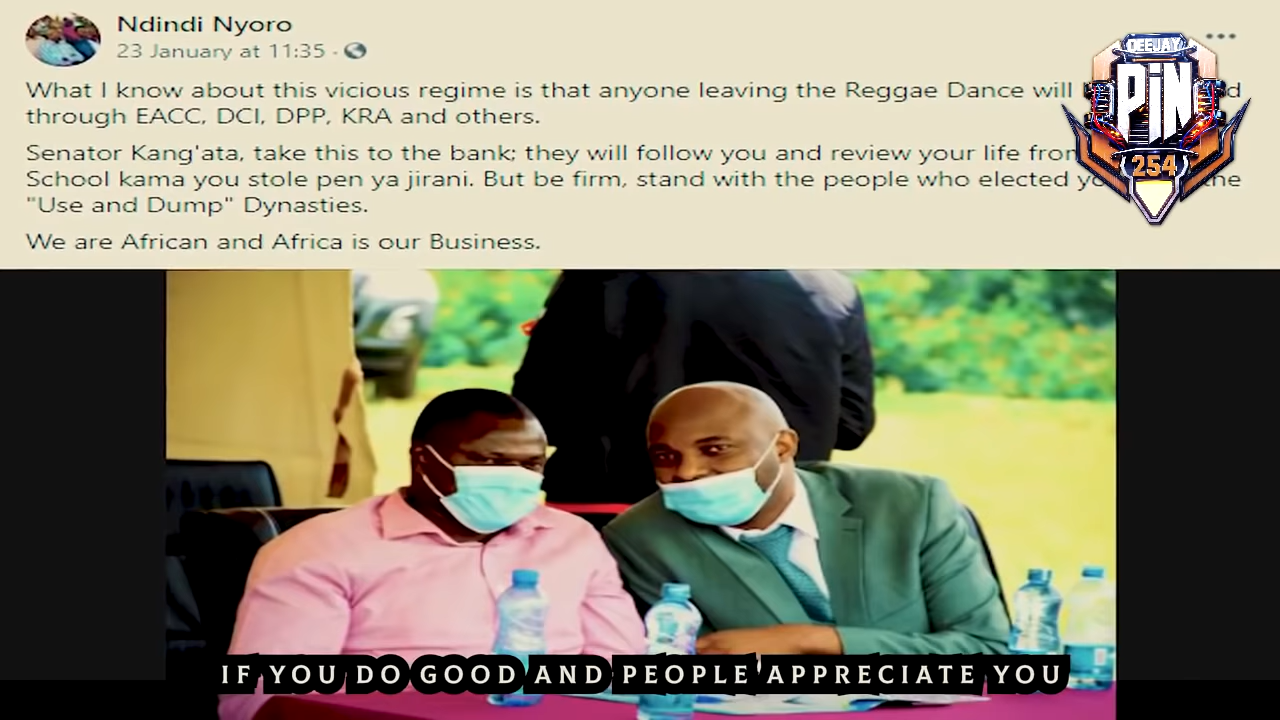 Ndindi Nyoro
23 January at 11:35 ·
What I know about this vicious regime is that anyone leaving the Reggae Dance will
through EACC, DCI, DPP, KRA and others.
Senator Kang'ata, take this to the bank; they will follow you and review your life
School kama you stole pen ya jirani. But be firm, stand with the people who elected
"Use and Dump" Dynasties.
We are African and Africa is our Business.
DEEJAY
PiN
254
IF YOU DO GOOD AND PEOPLE APPRECIATE YOU